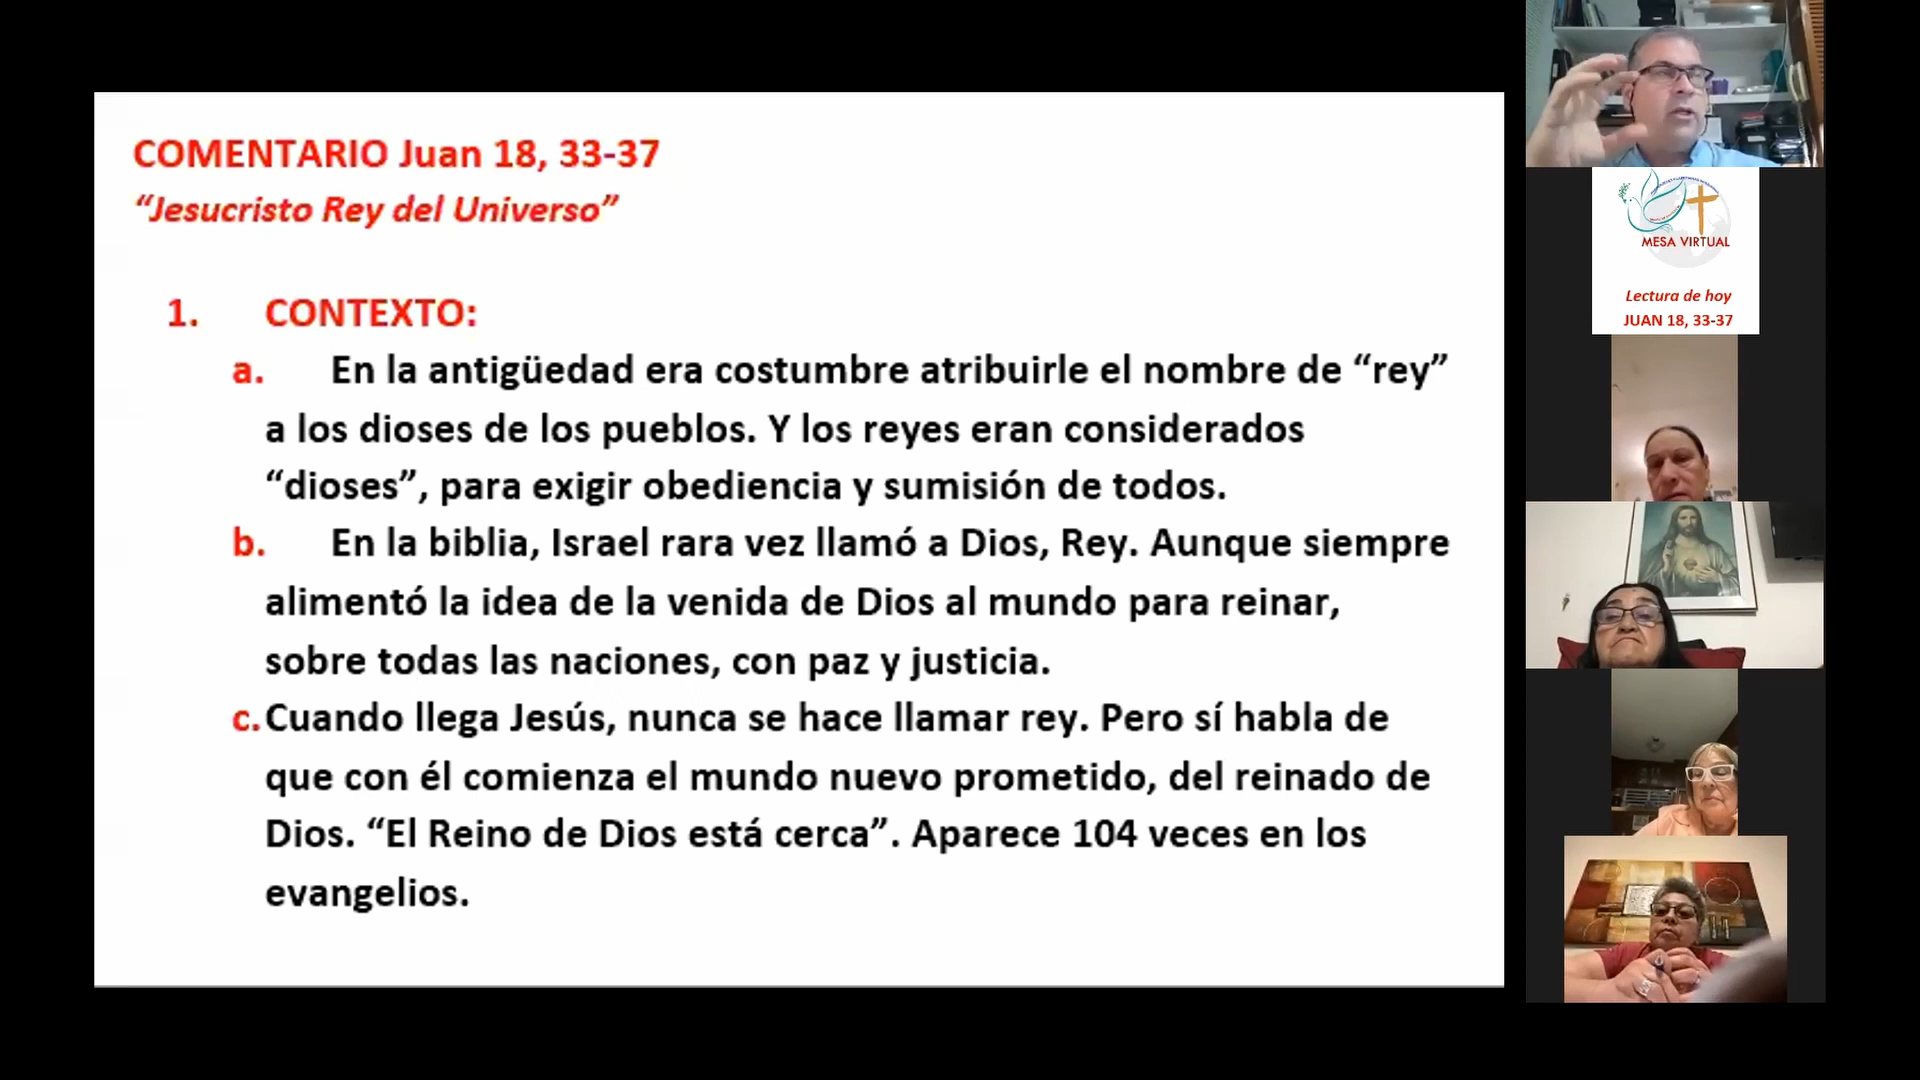 COMENTARIO Juan 18, 33-37
“Jesucristo Rey del Universo”
1. CONTEXTO:
a. En la antigüedad era costumbre atribuirle el nombre de “rey”
a los dioses de los pueblos. Y los reyes eran considerados
“dioses”, para exigir obediencia y sumisión de todos.
b. En la biblia, Israel rara vez llamó a Dios, Rey. Aunque siempre
alimentó la idea de la venida de Dios al mundo para reinar,
sobre todas las naciones, con paz y justicia.
c. Cuando llega Jesús, nunca se hace llamar rey. Pero sí habla de
que con él comienza el mundo nuevo prometido, del reinado de
Dios. “El Reino de Dios está cerca”. Aparece 104 veces en los
evangelios.
MESA VIRTUAL
Lectura de hoy
JUAN 18, 33-37